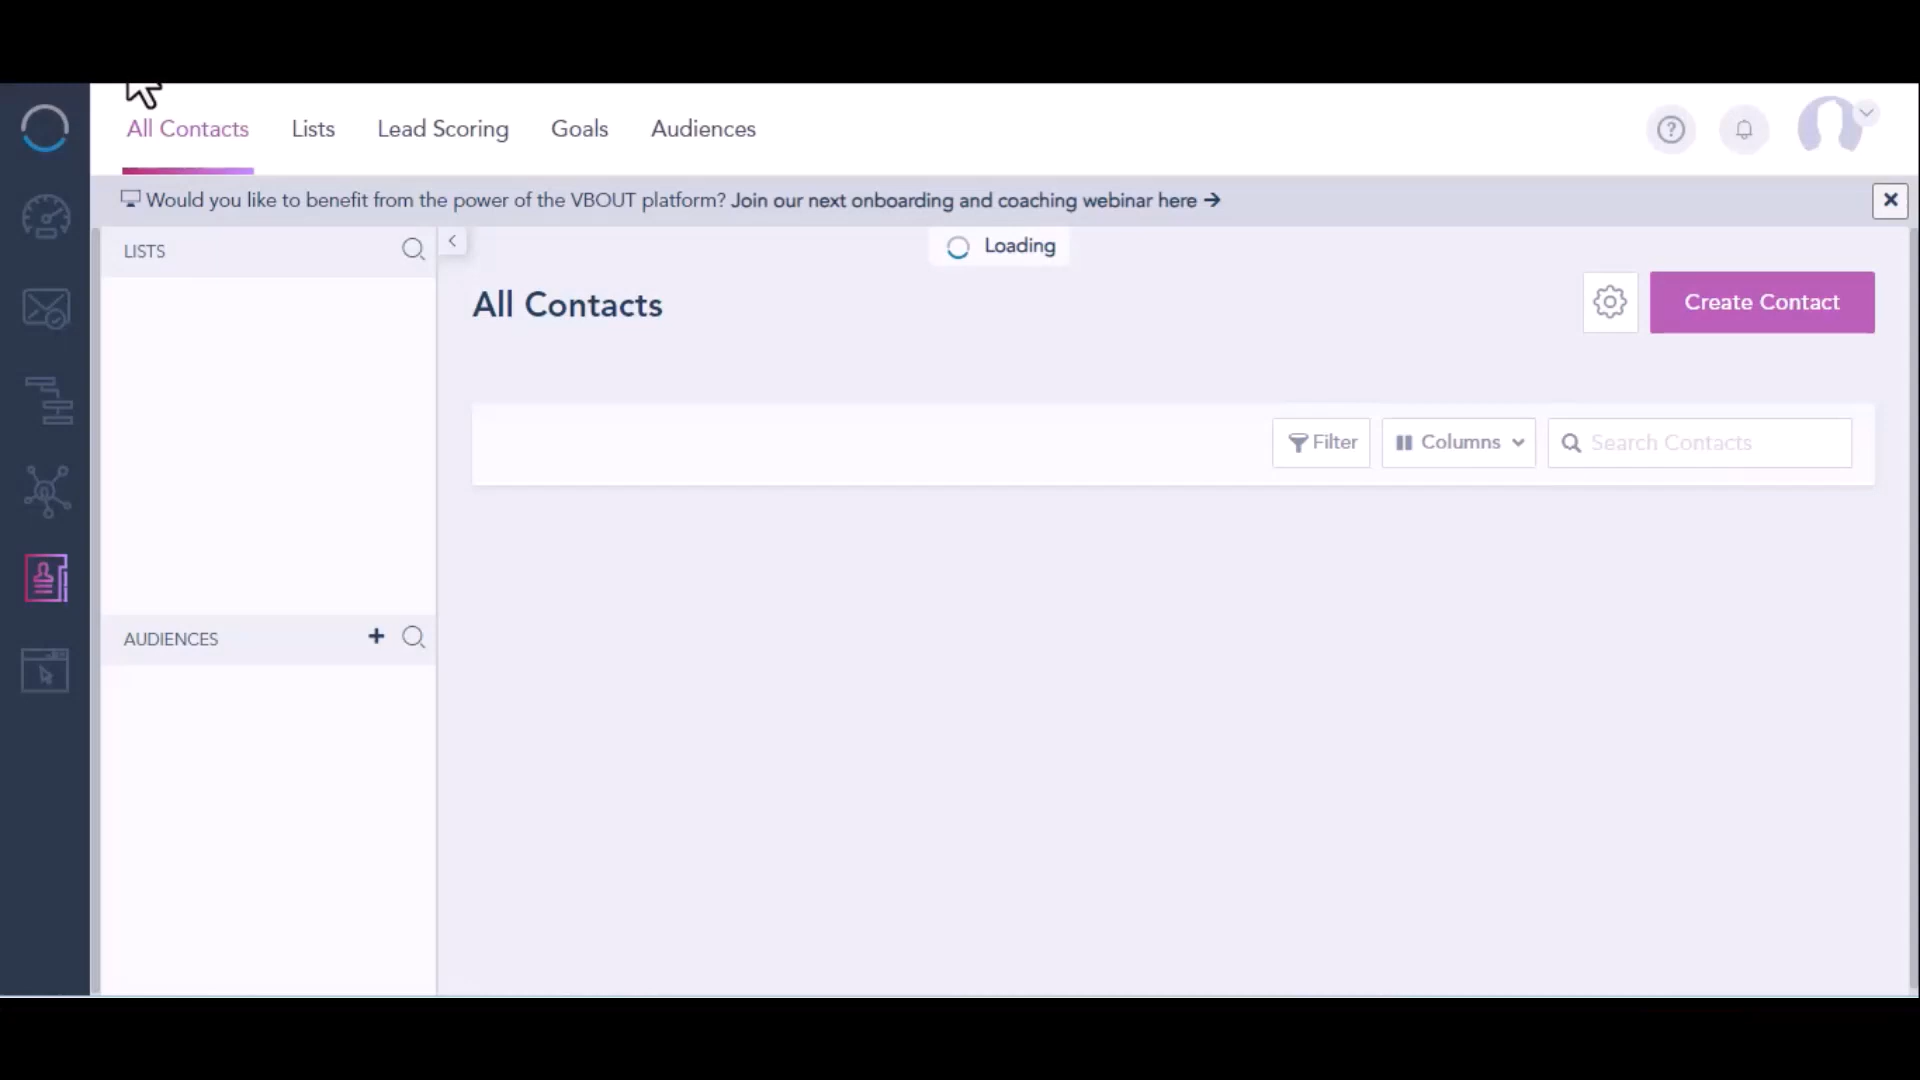 All Contacts
Lists
Lead Scoring
Goals
Audiences
Would you like to benefit from the power of the VBOUT platform? Join our next onboarding and coaching webinar here →
LISTS
Loading
All Contacts
Create Contact
Filter
Columns
Search Contacts
AUDIENCES